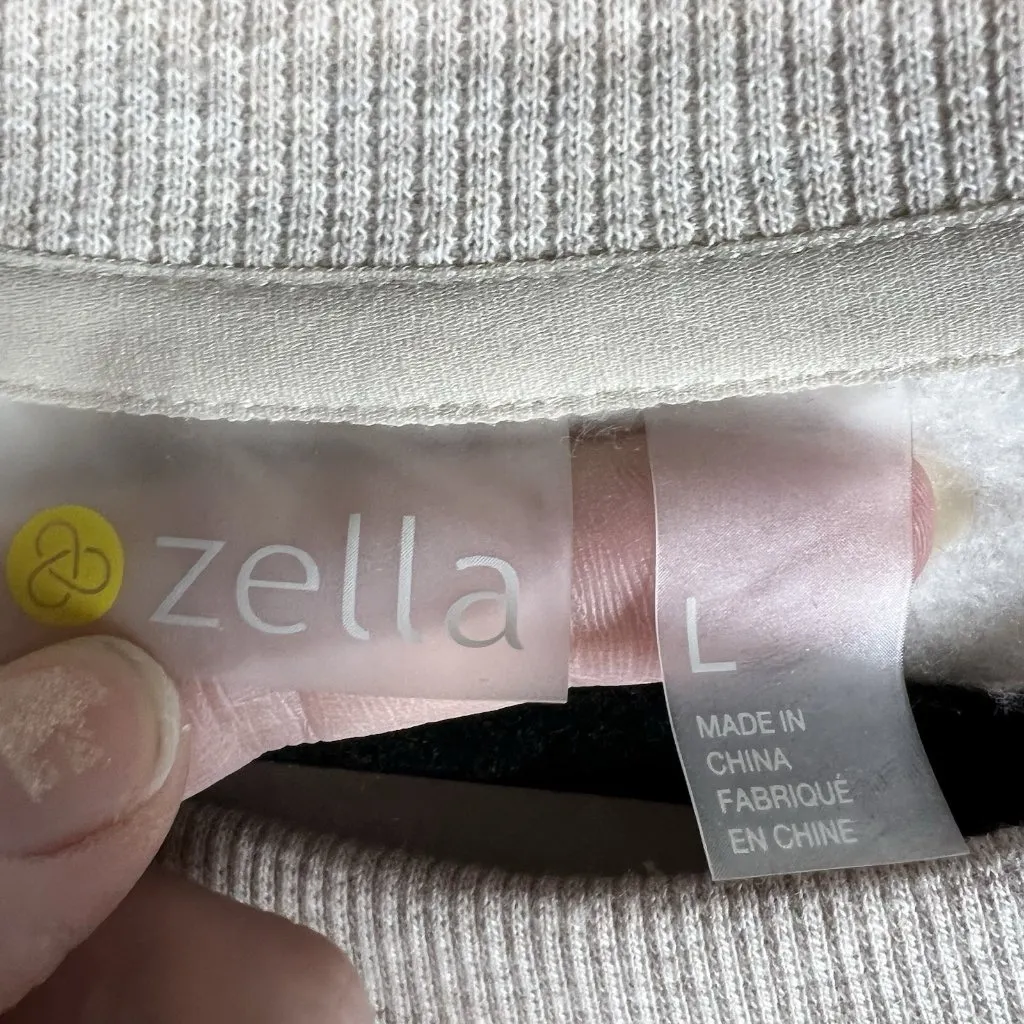 zella
L
MADE IN
CHINA
FABRIQUÉ
EN CHINE